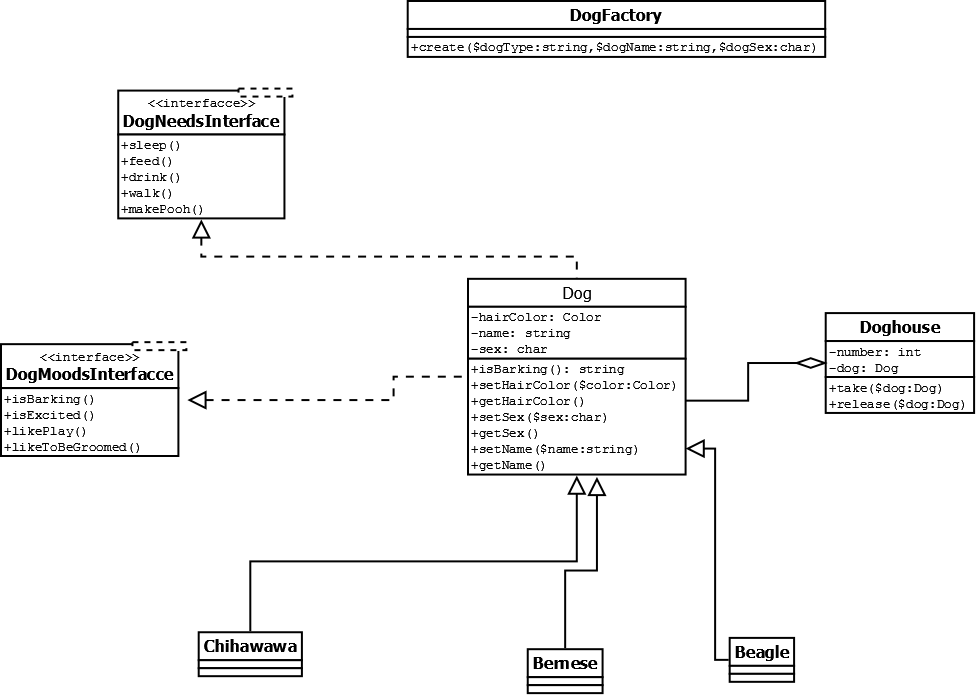 DogFactory
+create($dogType:string,$dogName:string,$dogSex:char)
<<interfacce>>
DogNeedsInterface
+sleep()
+feed()
+drink()
+walk()
+makePooh()
Dog
-hairColor: Color
-name: string
-sex: char
+isBarking(): string
+setHairColor($color:Color)
+getHairColor()
+setSex($sex:char)
+getSex()
+setName($name:string)
+getName()
Doghouse
-number: int
-dog: Dog
+take($dog:Dog)
+release($dog:Dog)
<<interface>>
DogMoodsInterfacce
+isBarking()
+isExcited()
+likePlay()
+likeToBeGroomed()
Chihawawa
Bernese
Beagle